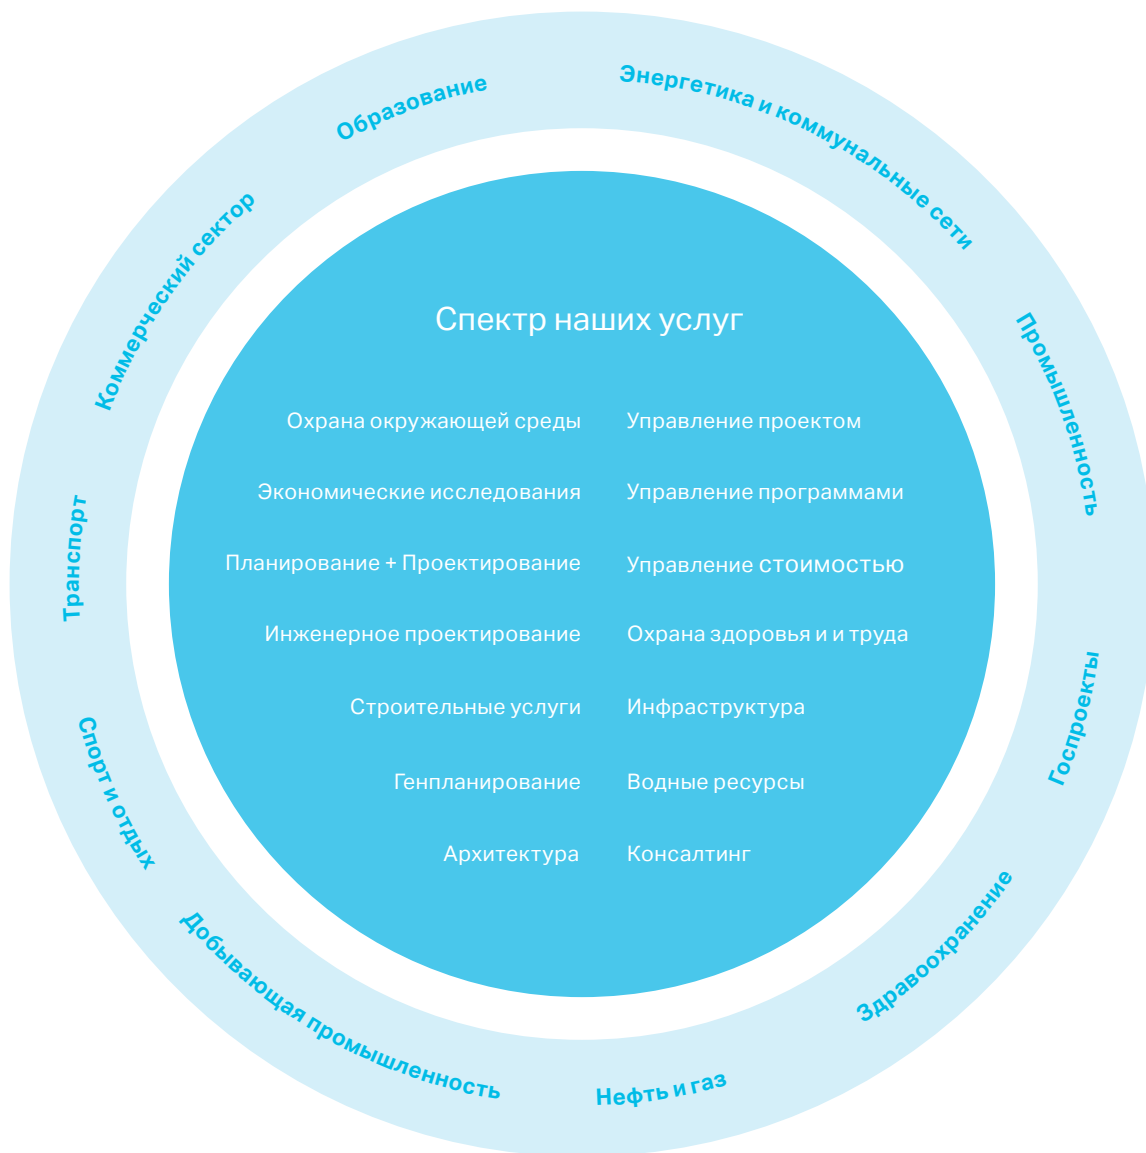 Образование
Энергетика и коммунальные сети
Коммерческий сектор
Промышленность
Транспорт
Госпроекты
Спорт и отдых
Здравоохранение
Добывающая промышленность
Нефть и газ
Спектр наших услуг
Охрана окружающей среды
Экономические исследования
Планирование + Проектирование
Инженерное проектирование
Строительные услуги
Генпланирование
Архитектура
Управление проектом
Управление программами
Управление стоимостью
Охрана здоровья и и труда
Инфраструктура
Водные ресурсы
Консалтинг